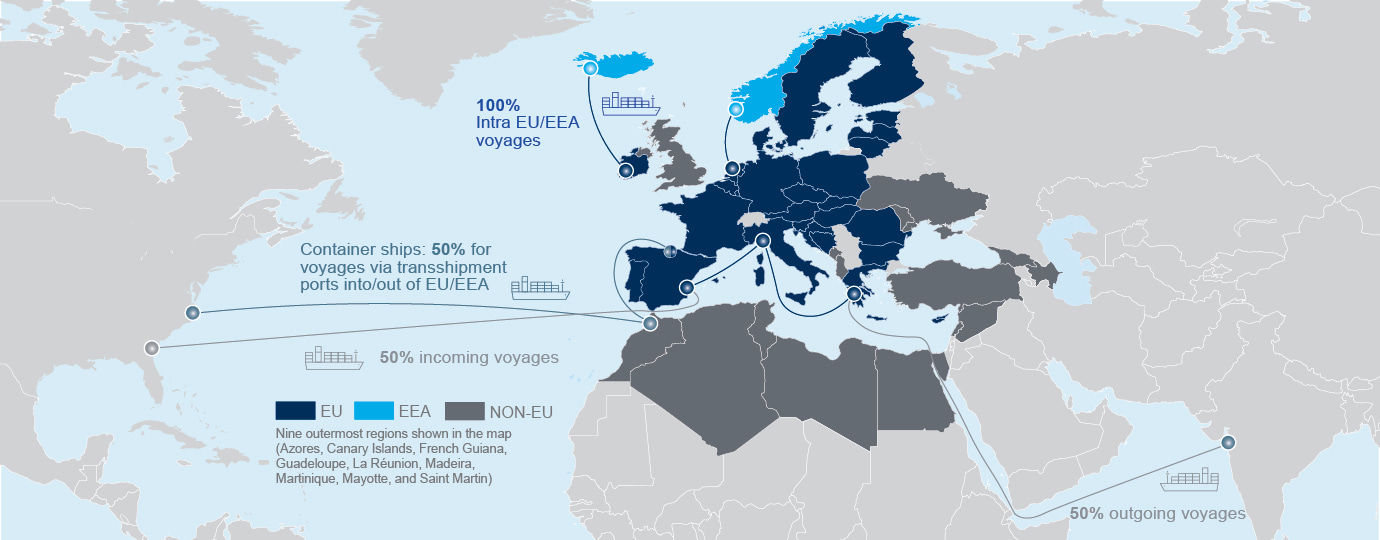 100%
Intra EU/EEA
voyages
Container ships: 50% for
voyages via transshipment
ports into/out of EU/EEA
50% incoming voyages
EU
EEA
NON-EU
Nine outermost regions shown in the map
(Azores, Canary Islands, French Guiana,
Guadeloupe, La Réunion, Madeira,
Martinique, Mayotte, and Saint Martin)
50% outgoing voyages